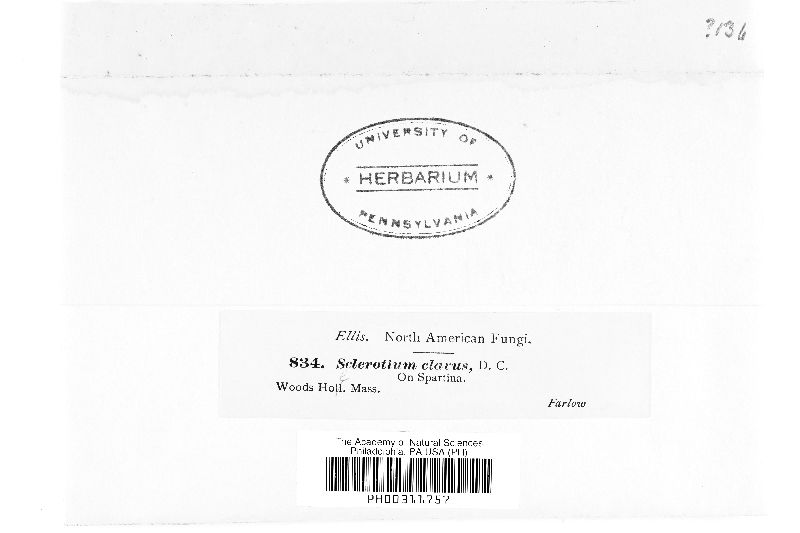 UNIVERSITY OF
* HERBARIUM *
PENNSYLVANIA
Ellis. North American Fungi.
834. Sclerotium clavus, D. C.
On Spartina.
Woods Holl. Mass.
Farlow
The Academy of Natural Sciences
Philadelphia, PA USA (PH)
PH00311757